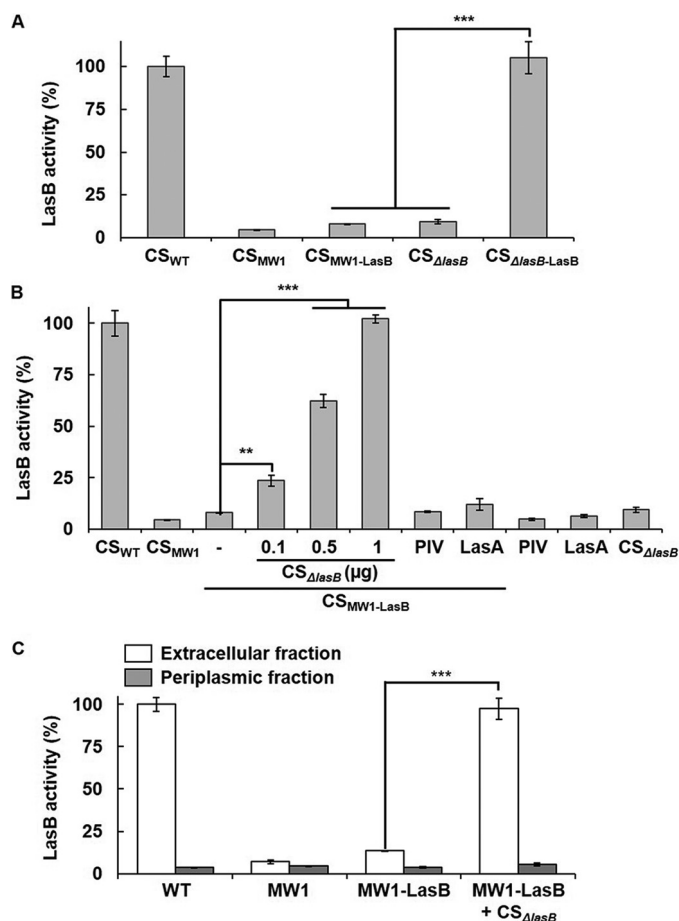 A
LasB activity (%)
100
75
50
25
0
***
CSWT CSMW1 CSMW1-LasB CSΔlasB CSΔlasB-LasB
B
LasB activity (%)
100
75
50
25
0
***
**
CSWT CSMW1 - 0.1 0.5 1 PIV LasA PIV LasA CSΔlasB
CSΔlasB (µg)
CSMW1-LasB
C
Extracellular fraction
Periplasmic fraction
LasB activity (%)
100
75
50
25
0
***
WT MW1 MW1-LasB MW1-LasB
+ CSΔlasB